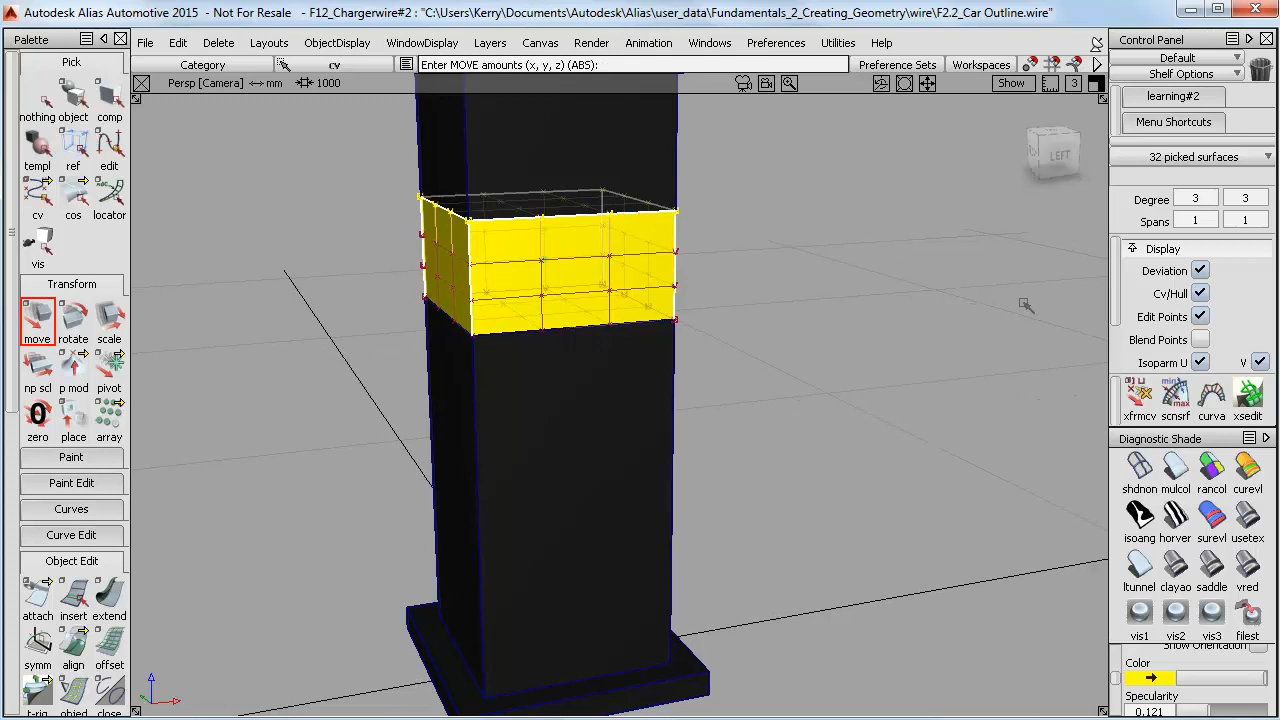 Autodesk Alias Automotive 2015 - Not For Resale - F12_Chargerwire#2 : "C:\Users\Kerry\Documents\Autodesk\Alias\user_data\Fundamentals_2_Creating_Geometry\wire\F2.2_Car Outline.wire"
Palette
File Edit Delete Layouts ObjectDisplay WindowDisplay Layers Canvas Render Animation Windows Preferences Utilities Help
Control Panel
Category cv Enter MOVE amounts (x, y, z) (ABS): Preference Sets Workspaces
Default
Shelf Options
Persp [Camera] mm 1000 Show 3
Pick
nothing object comp
templ ref edit
cv cos locator
vis
Transform
move rotate scale
np scl p mod pivot
0
zero place array
Paint
Paint Edit
Curves
Curve Edit
Object Edit
attach insert extend
symm align offset
t-rig close
LEFT
learning#2
Menu Shortcuts
32 picked surfaces
Degree 3 3
Spans 1 1
Display
Deviation
Cv/Hull
Edit Points
Blend Points
Isoparm U V
min max
xfrmcv scnsrf curva xsedit
Diagnostic Shade
shdnon mulcol rancol curevl
isoang horver surevl usetex
ltunnel clayao saddle vred
vis1 vis2 vis3 filest
Show Orientation
Color
Specularity
0.121